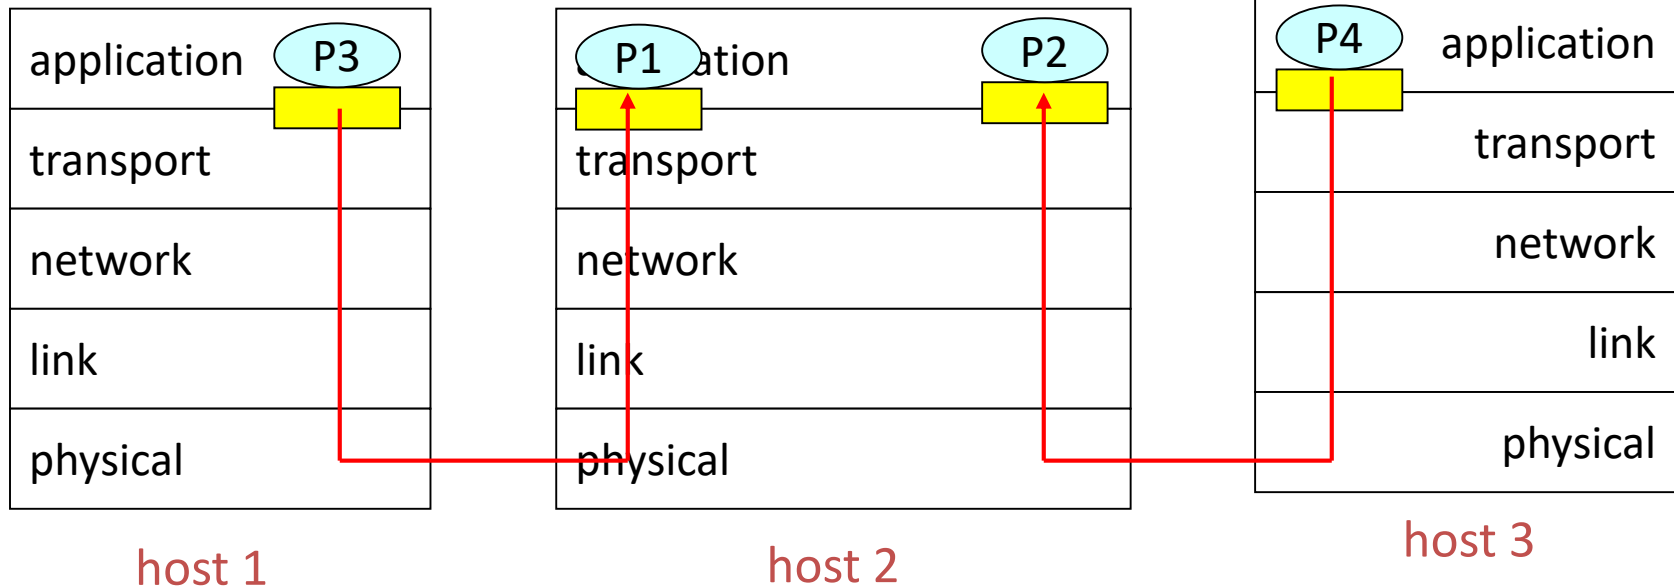 application P3
transport
network
link
physical
host 1
P1 ation P2
transport
network
link
physical
host 2
P4 application
transport
network
link
physical
host 3